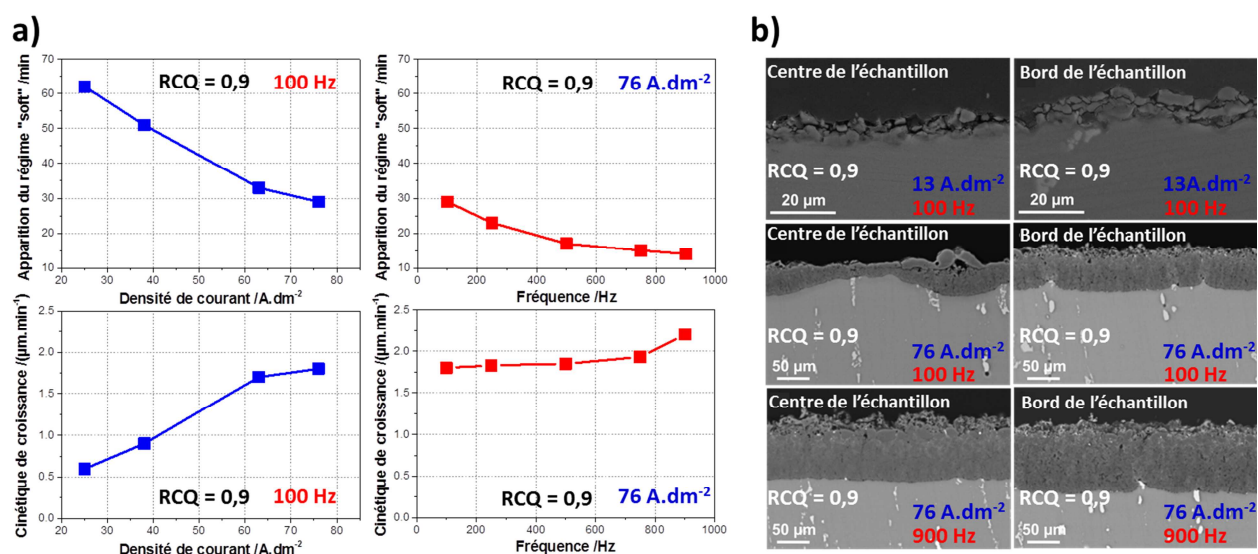 a)
Apparition du régime "soft" /min
70
60
50
40
30
20
10
RCQ = 0,9 100 Hz
20 30 40 50 60 70 80
Densité de courant /A.dm-2
Apparition du régime "soft" /min
70
60
50
40
30
20
10
RCQ = 0,9 76 A.dm-2
0 200 400 600 800 1000
Fréquence /Hz
Cinétique de croissance /(µm.min-1)
2.5
2.0
1.5
1.0
0.5
0.0
RCQ = 0,9 100 Hz
20 30 40 50 60 70 80
Densité de courant /A.dm-2
Cinétique de croissance /(µm.min-1)
2.5
2.0
1.5
1.0
0.5
0.0
RCQ = 0,9 76 A.dm-2
0 200 400 600 800 1000
Fréquence /Hz
b)
Centre de l'échantillon
RCQ = 0,9
13 A.dm-2
20 µm
100 Hz
Bord de l'échantillon
RCQ = 0,9
13A.dm-2
20 µm
100 Hz
Centre de l'échantillon
RCQ = 0,9
76 A.dm-2
50 µm
100 Hz
Bord de l'échantillon
RCQ = 0,9
76 A.dm-2
50 µm
100 Hz
Centre de l'échantillon
RCQ = 0,9
76 A.dm-2
50 µm
900 Hz
Bord de l'échantillon
RCQ = 0,9
76 A.dm-2
50 µm
900 Hz